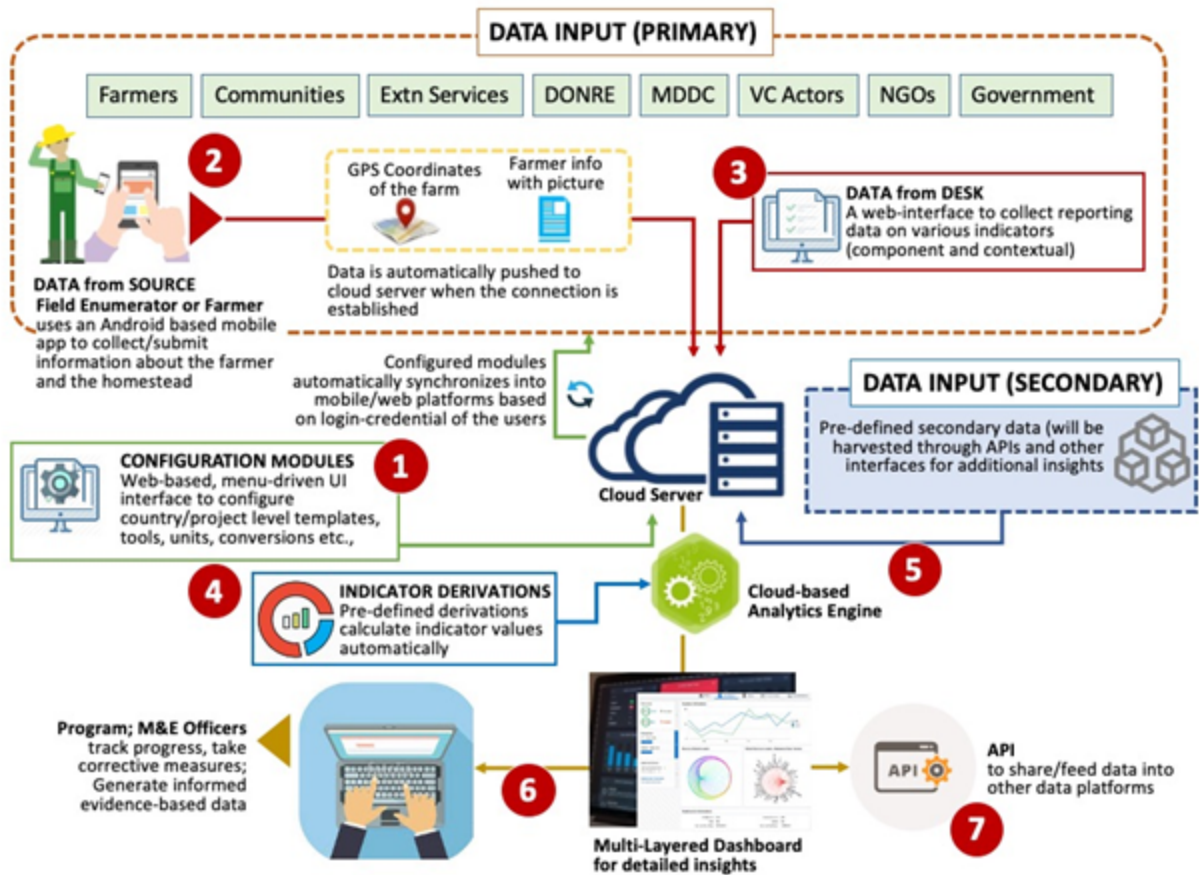 DATA INPUT (PRIMARY)
Farmers
Communities
Extn Services
DONRE
MDDC
VC Actors
NGOs
Government
2
GPS Coordinates
of the farm
Farmer info
with picture
3
DATA from DESK
A web-interface to collect reporting
data on various indicators
(component and contextual)
DATA from SOURCE
Field Enumerator or Farmer
uses an Android based mobile
app to collect/submit
information about the farmer
and the homestead
Data is automatically pushed to
cloud server when the connection is
established
Configured modules
automatically synchronizes into
mobile/web platforms based
on login-credential of the users
DATA INPUT (SECONDARY)
Pre-defined secondary data (will be
harvested through APIs and other
interfaces for additional insights
1
CONFIGURATION MODULES
Web-based, menu-driven UI
interface to configure
country/project level templates,
tools, units, conversions etc.,
Cloud Server
5
4
INDICATOR DERIVATIONS
Pre-defined derivations
calculate indicator values
automatically
Cloud-based
Analytics Engine
Program; M&E Officers
track progress, take
corrective measures;
Generate informed
evidence-based data
6
Multi-Layered Dashboard
for detailed insights
API
API
to share/feed data into
other data platforms
7